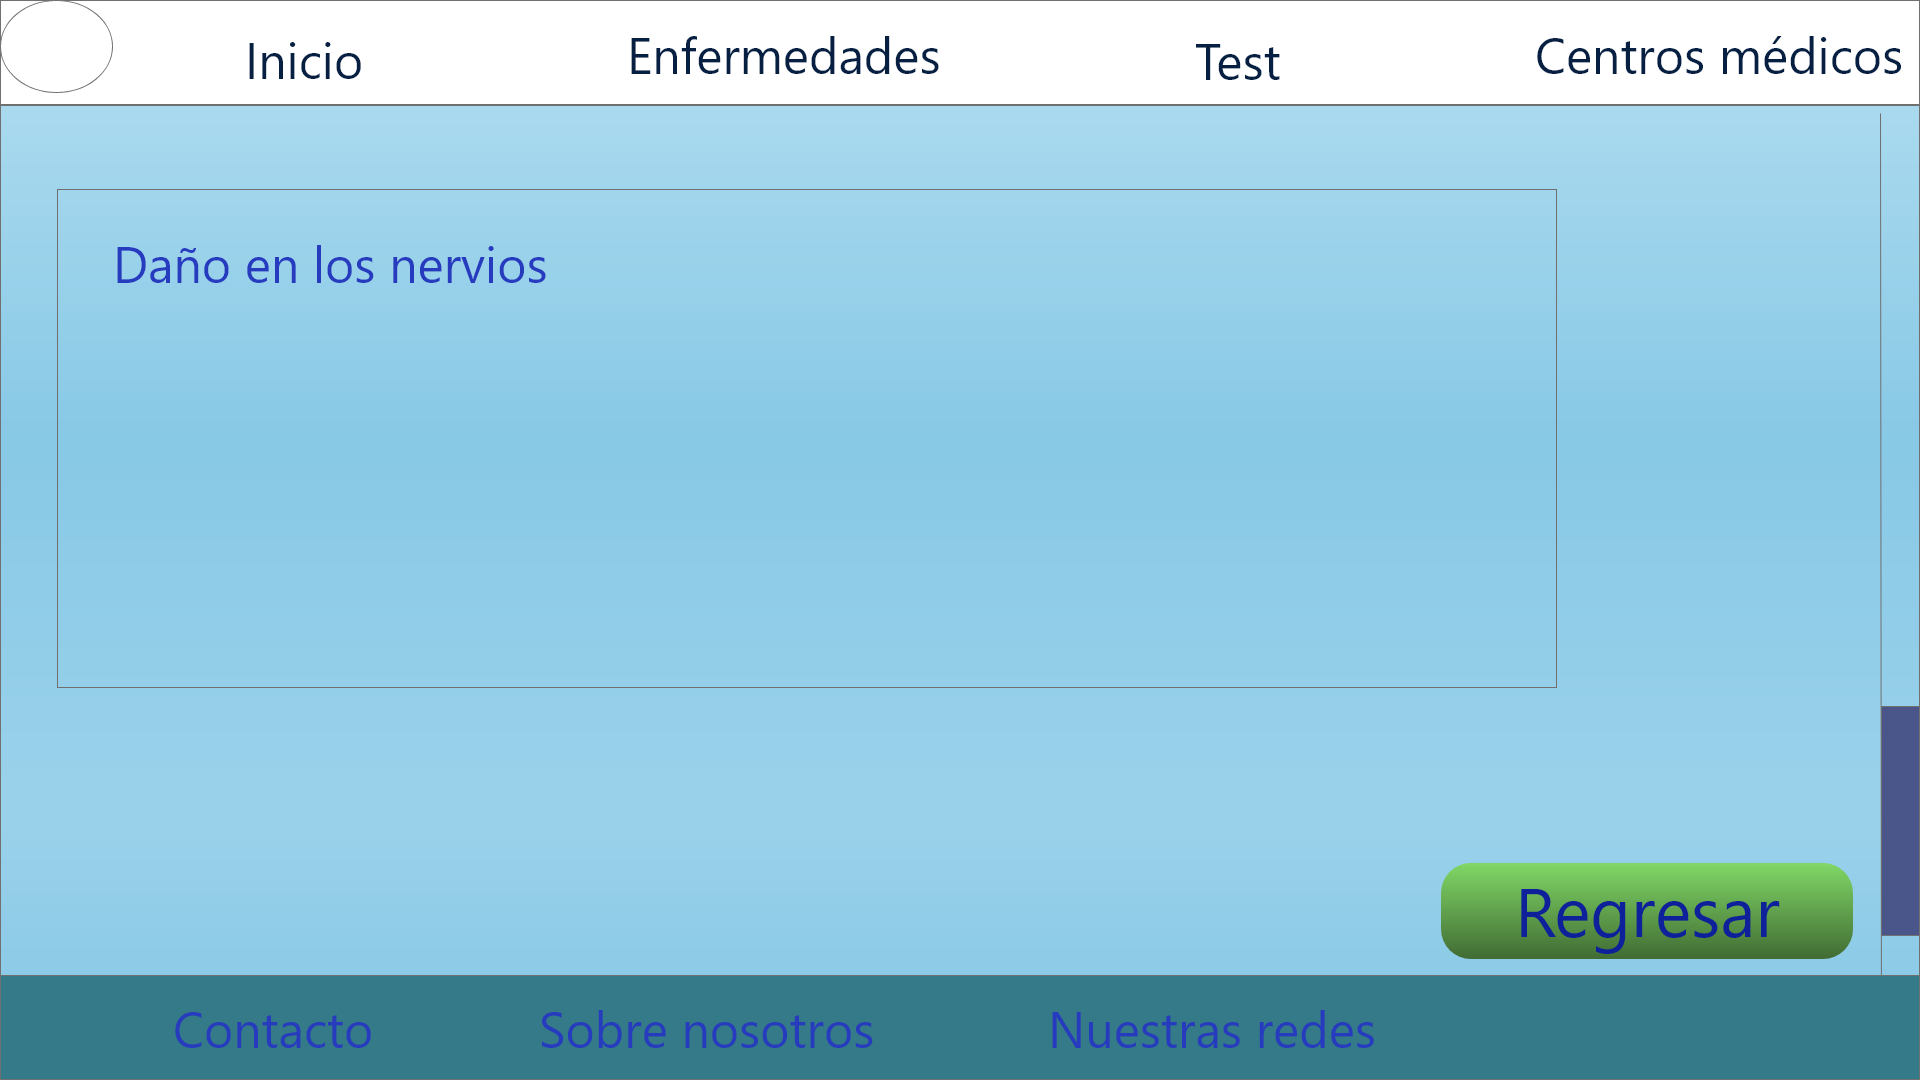 Inicio
Enfermedades
Test
Centros médicos
Daño en los nervios
Regresar
Contacto
Sobre nosotros
Nuestras redes